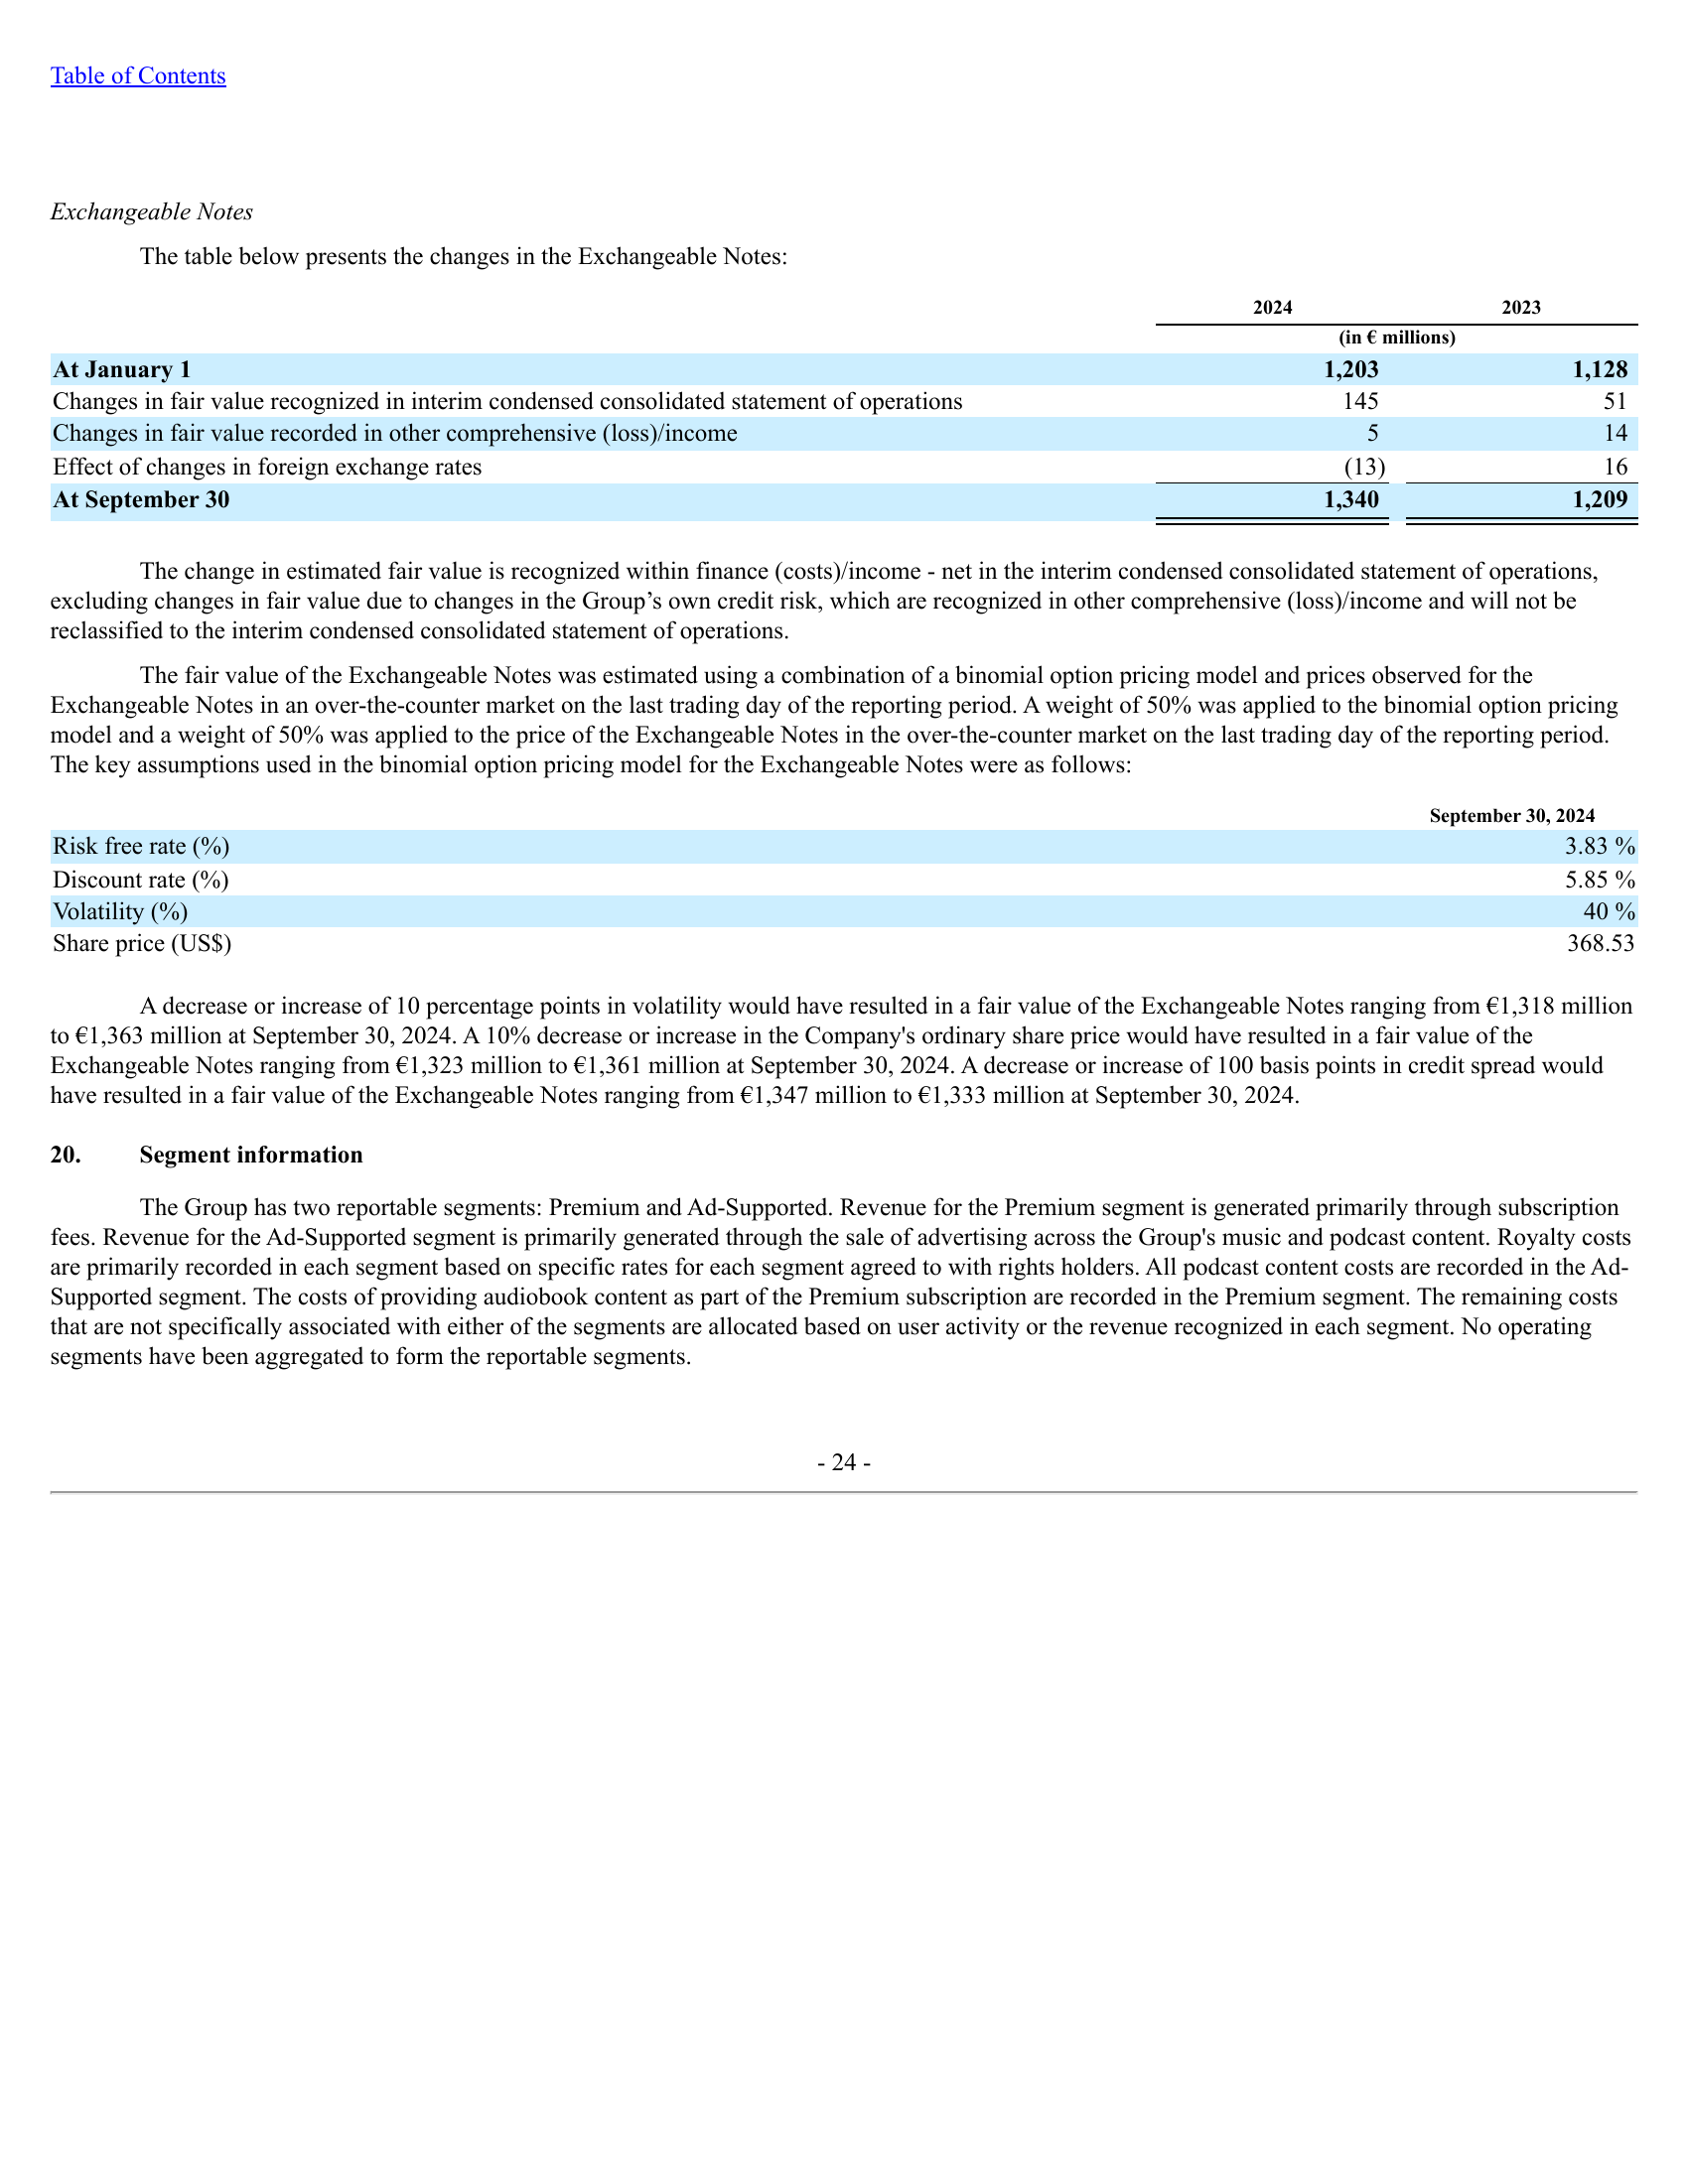 Table of Contents
Exchangeable Notes
The table below presents the changes in the Exchangeable Notes:
2024 2023
(in € millions)
At January 1 1,203 1,128
Changes in fair value recognized in interim condensed consolidated statement of operations 145 51
Changes in fair value recorded in other comprehensive (loss)/income 5 14
Effect of changes in foreign exchange rates (13) 16
At September 30 1,340 1,209
The change in estimated fair value is recognized within finance (costs)/income - net in the interim condensed consolidated statement of operations,
excluding changes in fair value due to changes in the Group’s own credit risk, which are recognized in other comprehensive (loss)/income and will not be
reclassified to the interim condensed consolidated statement of operations.
The fair value of the Exchangeable Notes was estimated using a combination of a binomial option pricing model and prices observed for the
Exchangeable Notes in an over-the-counter market on the last trading day of the reporting period. A weight of 50% was applied to the binomial option pricing
model and a weight of 50% was applied to the price of the Exchangeable Notes in the over-the-counter market on the last trading day of the reporting period.
The key assumptions used in the binomial option pricing model for the Exchangeable Notes were as follows:
September 30, 2024
Risk free rate (%) 3.83 %
Discount rate (%) 5.85 %
Volatility (%) 40 %
Share price (US$) 368.53
A decrease or increase of 10 percentage points in volatility would have resulted in a fair value of the Exchangeable Notes ranging from €1,318 million
to €1,363 million at September 30, 2024. A 10% decrease or increase in the Company's ordinary share price would have resulted in a fair value of the
Exchangeable Notes ranging from €1,323 million to €1,361 million at September 30, 2024. A decrease or increase of 100 basis points in credit spread would
have resulted in a fair value of the Exchangeable Notes ranging from €1,347 million to €1,333 million at September 30, 2024.
20. Segment information
The Group has two reportable segments: Premium and Ad-Supported. Revenue for the Premium segment is generated primarily through subscription
fees. Revenue for the Ad-Supported segment is primarily generated through the sale of advertising across the Group's music and podcast content. Royalty costs
are primarily recorded in each segment based on specific rates for each segment agreed to with rights holders. All podcast content costs are recorded in the Ad-
Supported segment. The costs of providing audiobook content as part of the Premium subscription are recorded in the Premium segment. The remaining costs
that are not specifically associated with either of the segments are allocated based on user activity or the revenue recognized in each segment. No operating
segments have been aggregated to form the reportable segments.
- 24 -